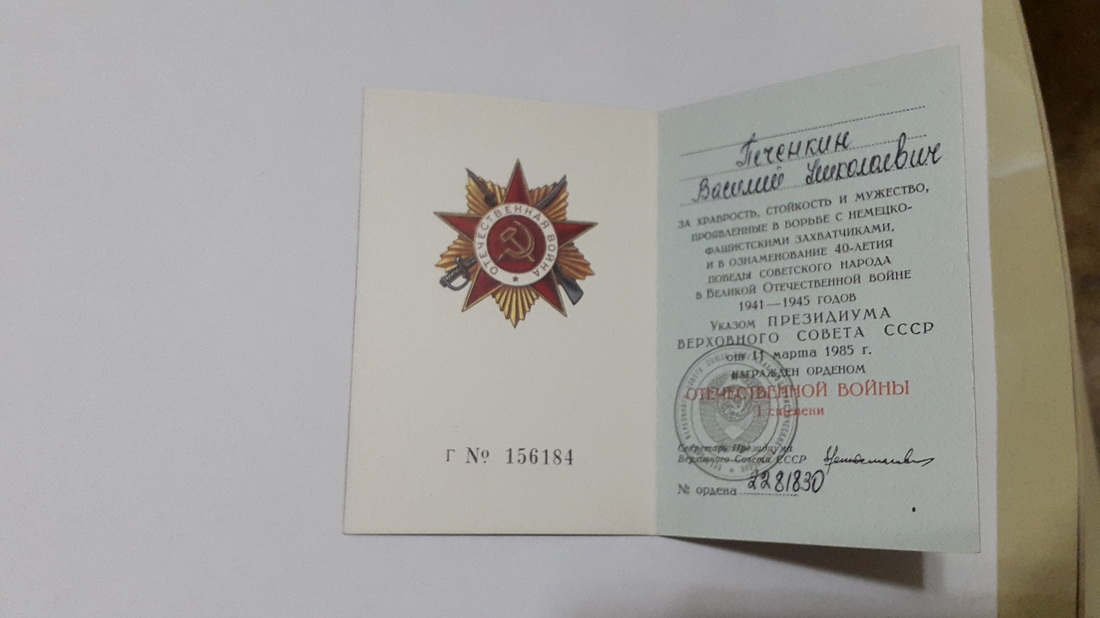 ОТЕЧЕСТВЕННАЯ ВОЙНА
Г № 156184
Печенкин
Василий Николаевич
ЗА ХРАБРОСТЬ, СТОЙКОСТЬ И МУЖЕСТВО,
ПРОЯВЛЕННЫЕ В БОРЬБЕ С НЕМЕЦКО-
ФАШИСТСКИМИ ЗАХВАТЧИКАМИ,
И В ОЗНАМЕНОВАНИЕ 40-ЛЕТИЯ
ПОБЕДЫ СОВЕТСКОГО НАРОДА
В ВЕЛИКОЙ ОТЕЧЕСТВЕННОЙ ВОЙНЕ
1941—1945 ГОДОВ
УКАЗОМ ПРЕЗИДИУМА
ВЕРХОВНОГО СОВЕТА СССР
от 11 марта 1985 г.
НАГРАЖДЕН ОРДЕНОМ
ОТЕЧЕСТВЕННОЙ ВОЙНЫ
I степени
Секретарь Президиума
Верховного Совета СССР
№ ордена 2281830